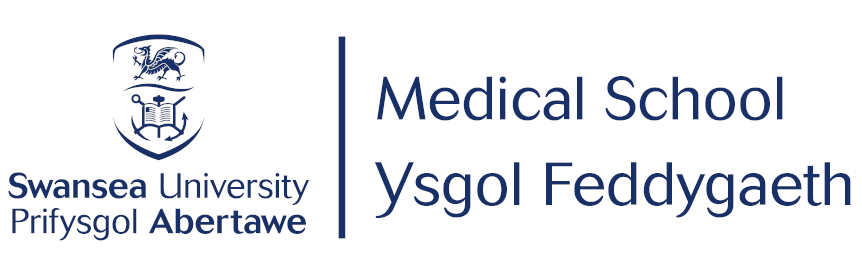 Swansea University
Prifysgol Abertawe
Medical School
Ysgol Feddygaeth